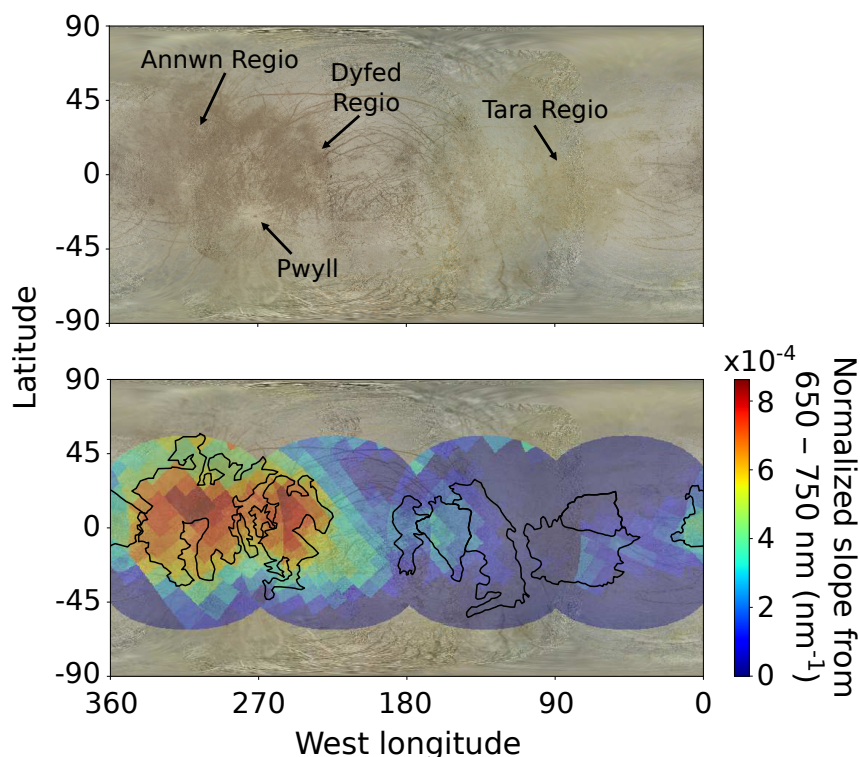 90
45
0
-45
-90
Annwn Regio
Dyfed
Regio
Tara Regio
Pwyll
Latitude
90
45
0
-45
-90
360
270
180
90
0
West longitude
x10⁻⁴
8
6
4
2
0
Normalized slope from
650 – 750 nm (nm⁻¹)